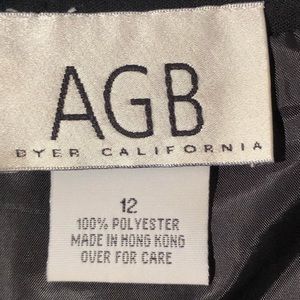 AGB
BYER CALIFORNIA
12
100% POLYESTER
MADE IN HONG KONG
OVER FOR CARE